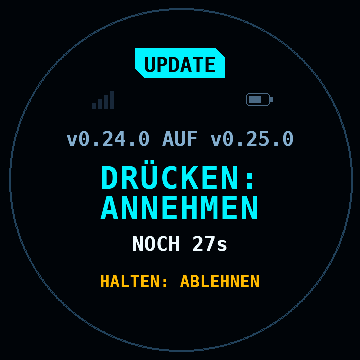 UPDATE
v0.24.0 AUF v0.25.0
DRÜCKEN:
ANNEHMEN
NOCH 27s
HALTEN: ABLEHNEN